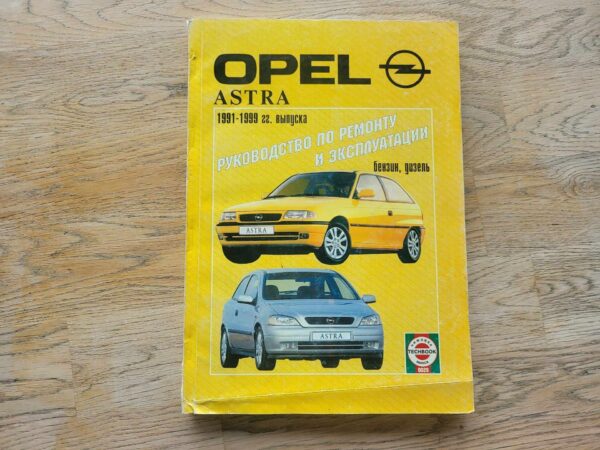 OPEL
ASTRA
1991-1999 гг. выпуска
РУКОВОДСТВО ПО РЕМОНТУ
И ЭКСПЛУАТАЦИИ
бензин, дизель
ASTRA
ASTRA
TECHBOOK